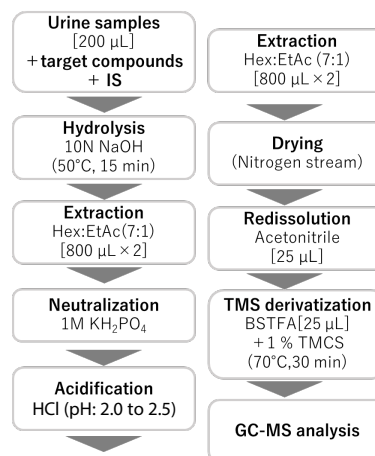 Urine samples
[200 µL]
+target compounds
+ IS
Hydrolysis
10N NaOH
(50°C, 15 min)
Extraction
Hex:EtAc(7:1)
[800 µL×2]
Neutralization
1M KH₂PO₄
Acidification
HCl (pH: 2.0 to 2.5)
Extraction
Hex:EtAc (7:1)
[800 µL×2]
Drying
(Nitrogen stream)
Redissolution
Acetonitrile
[25 µL]
TMS derivatization
BSTFA[25 µL]
+1 % TMCS
(70°C,30 min)
GC-MS analysis